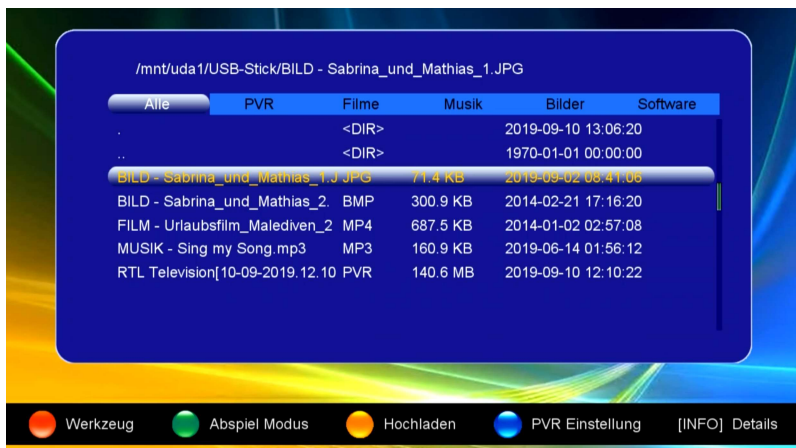 /mnt/uda1/USB-Stick/BILD - Sabrina_und_Mathias_1.JPG
Alle PVR Filme Musik Bilder Software
. <DIR> 2019-09-10 13:06:20
.. <DIR> 1970-01-01 00:00:00
BILD - Sabrina_und_Mathias_1.J JPG 71.4 KB 2019-09-02 08:41:06
BILD - Sabrina_und_Mathias_2. BMP 300.9 KB 2014-02-21 17:16:20
FILM - Urlaubsfilm_Malediven_2 MP4 687.5 KB 2014-01-02 02:57:08
MUSIK - Sing my Song.mp3 MP3 160.9 KB 2019-06-14 01:56:12
RTL Television[10-09-2019.12.10 PVR 140.6 MB 2019-09-10 12:10:22
Werkzeug Abspiel Modus Hochladen PVR Einstellung [INFO] Details